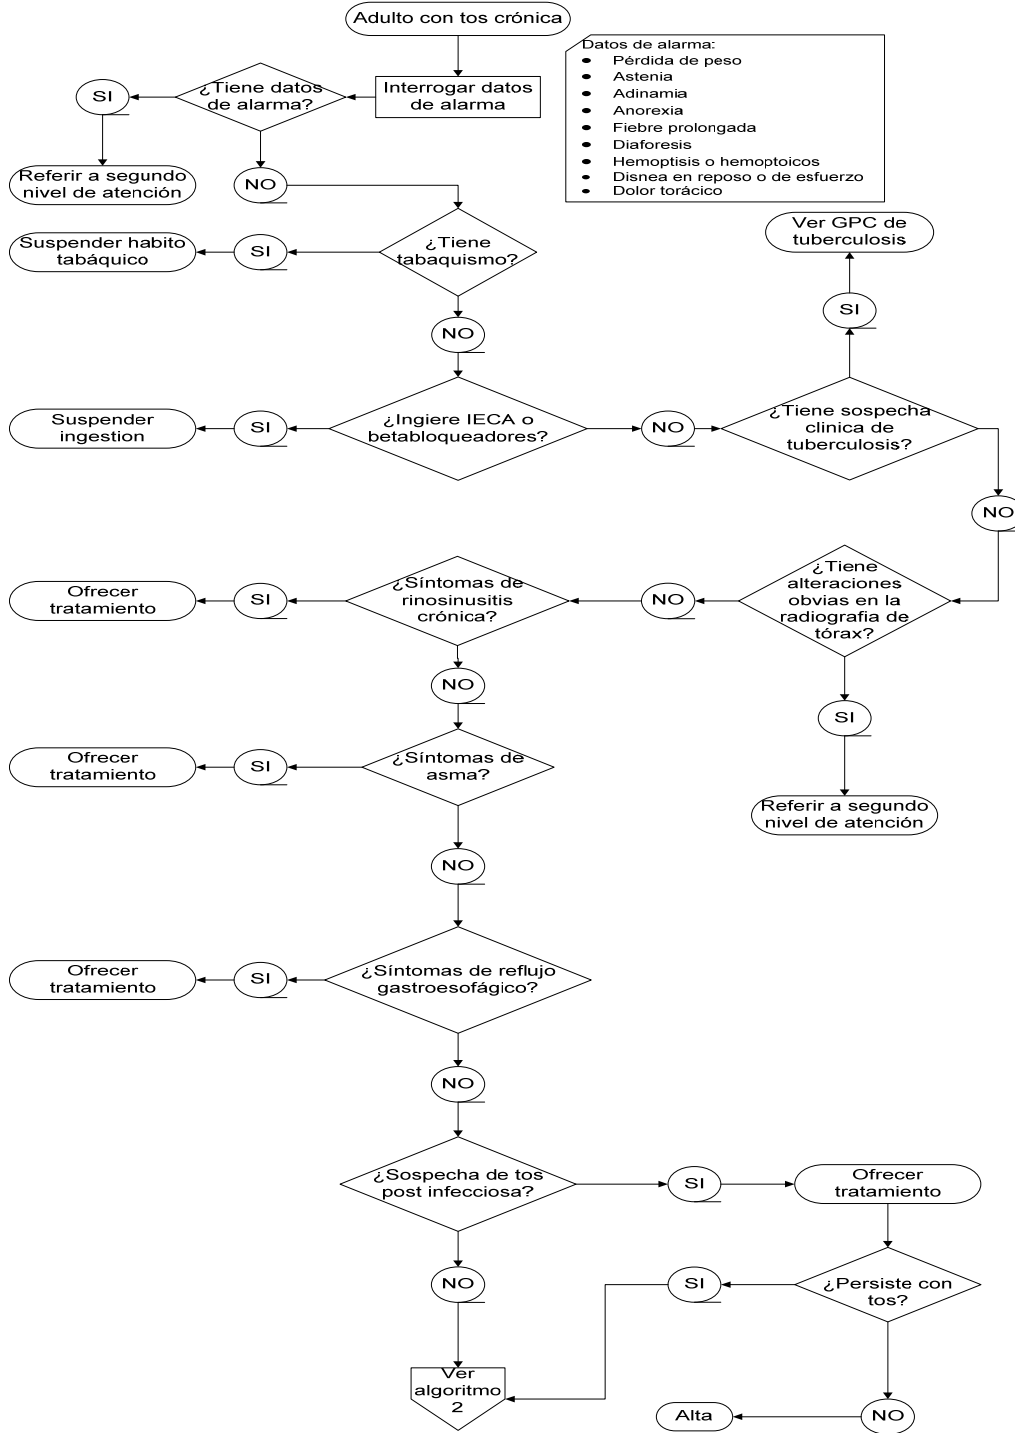 Adulto con tos crónica
Datos de alarma:
• Pérdida de peso
• Astenia
• Adinamia
• Anorexia
• Fiebre prolongada
• Diaforesis
• Hemoptisis o hemoptoicos
• Disnea en reposo o de esfuerzo
• Dolor torácico
Interrogar datos
de alarma
¿Tiene datos
de alarma?
SI
Referir a segundo
nivel de atención
NO
¿Tiene
tabaquismo?
SI
Suspender habito
tabáquico
NO
Ver GPC de
tuberculosis
SI
¿Ingiere IECA o
betabloqueadores?
SI
Suspender
ingestion
NO
¿Tiene sospecha
clinica de
tuberculosis?
NO
¿Tiene
alteraciones
obvias en la
radiografia de
tórax?
NO
SI
Referir a segundo
nivel de atención
¿Síntomas de
rinosinusitis
crónica?
SI
Ofrecer
tratamiento
NO
¿Síntomas de
asma?
SI
Ofrecer
tratamiento
NO
¿Síntomas de reflujo
gastroesofágico?
SI
Ofrecer
tratamiento
NO
¿Sospecha de tos
post infecciosa?
SI
Ofrecer
tratamiento
NO
¿Persiste con
tos?
SI
Ver
algoritmo
2
NO
Alta